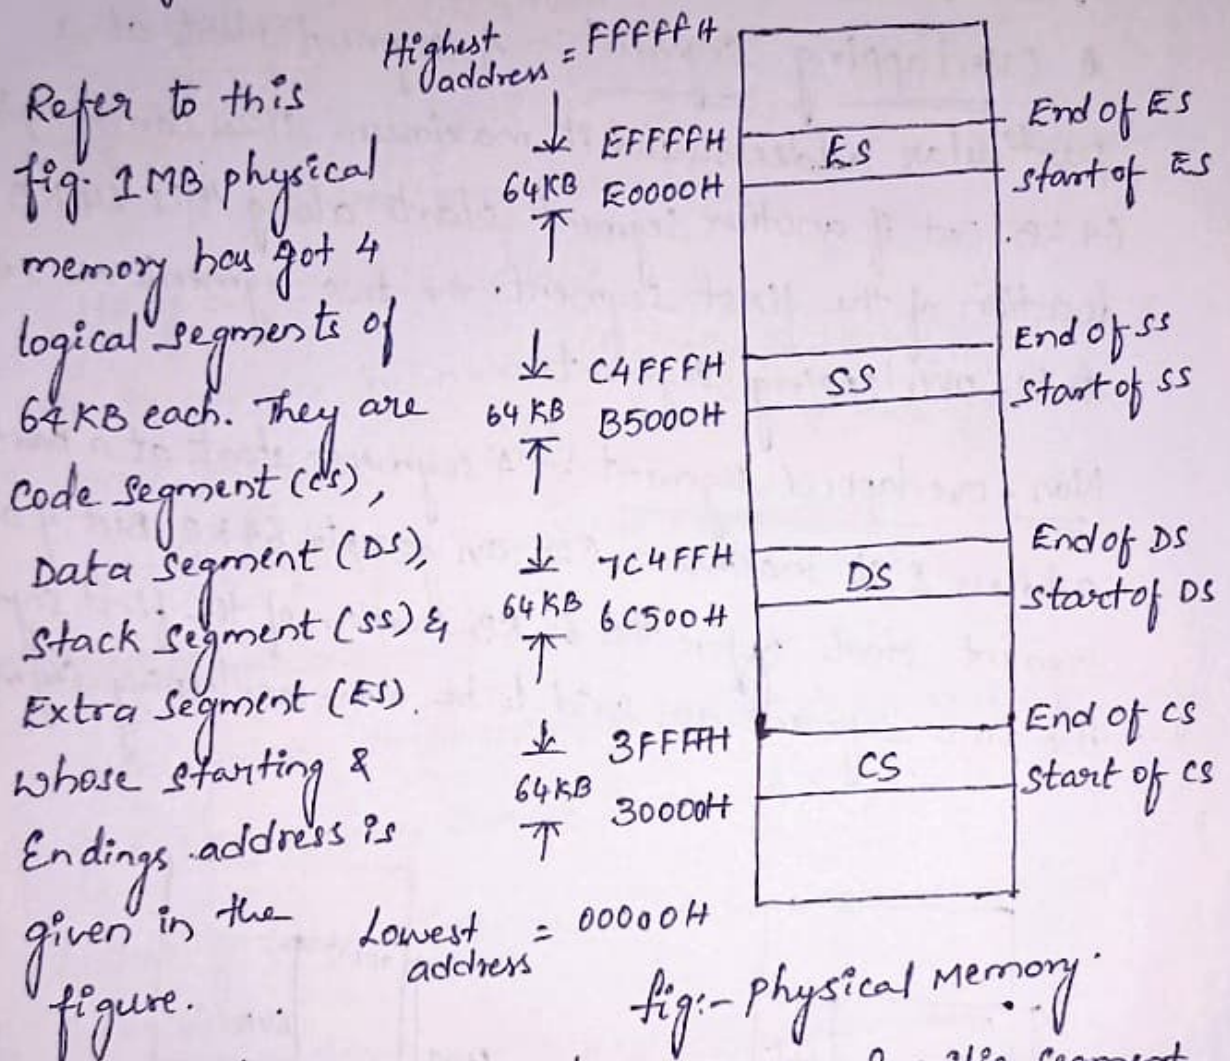 Refer to this
fig. 1MB physical
memory has got 4
logical segments of
64KB each. They are
code segment (cs),
Data segment (DS),
stack segment (SS) &
Extra segment (ES).
whose starting &
Endings address is
given in the
figure.
Highest address = FFFFFH
EFFFFH
64KB E0000H
C4FFFH
64 KB B5000H
7C4FFH
64KB 6C500H
3FFFFH
64KB 30000H
Lowest address = 00000H
ES
SS
DS
CS
End of ES
start of ES
End of SS
start of SS
End of DS
start of DS
End of CS
start of CS
fig:- physical Memory.
segment